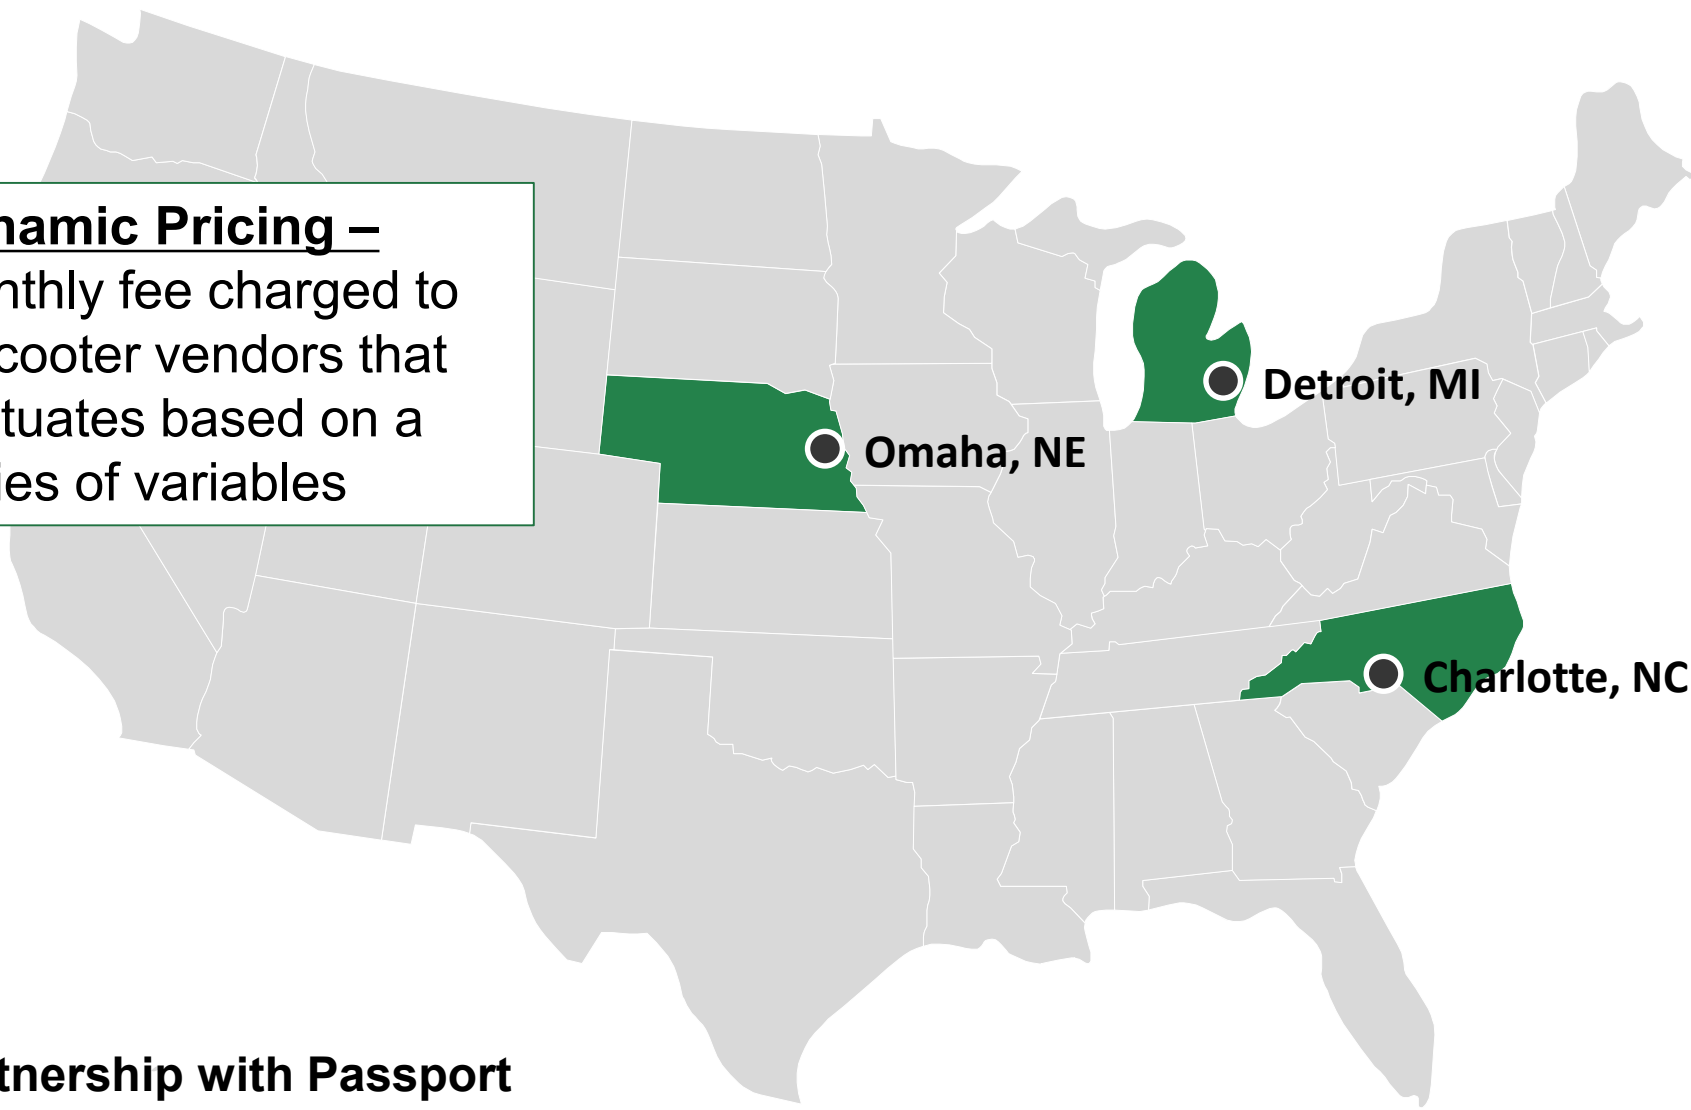 namic Pricing –
nthly fee charged to
cooter vendors that
tuates based on a
ies of variables
Detroit, MI
Omaha, NE
Charlotte, NC
tnership with Passport